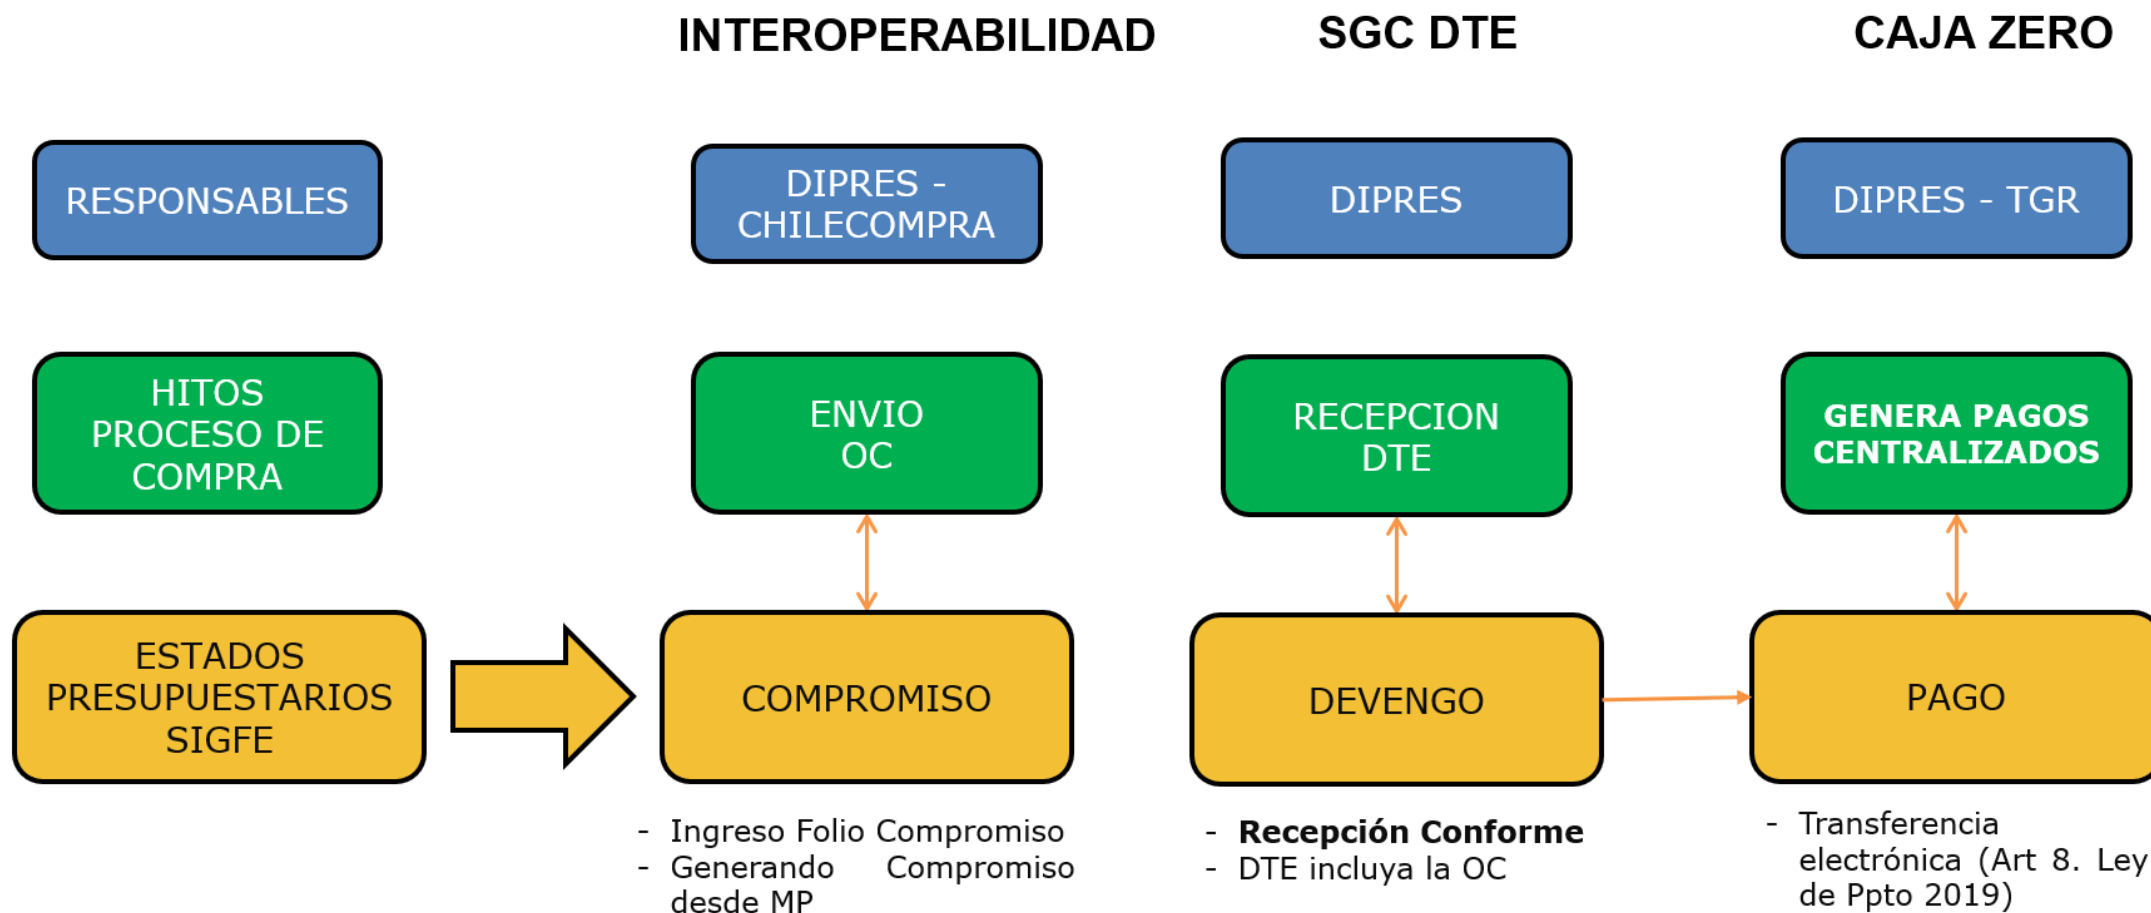 INTEROPERABILIDAD
SGC DTE
CAJA ZERO
RESPONSABLES
DIPRES -
CHILECOMPRA
DIPRES
DIPRES - TGR
HITOS
PROCESO DE
COMPRA
ENVIO
OC
RECEPCION
DTE
GENERA PAGOS
CENTRALIZADOS
ESTADOS
PRESUPUESTARIOS
SIGFE
COMPROMISO
DEVENGO
PAGO
- Ingreso Folio Compromiso
- Generando Compromiso
desde MP
- Recepción Conforme
- DTE incluya la OC
- Transferencia
electrónica (Art 8. Ley
de Ppto 2019)